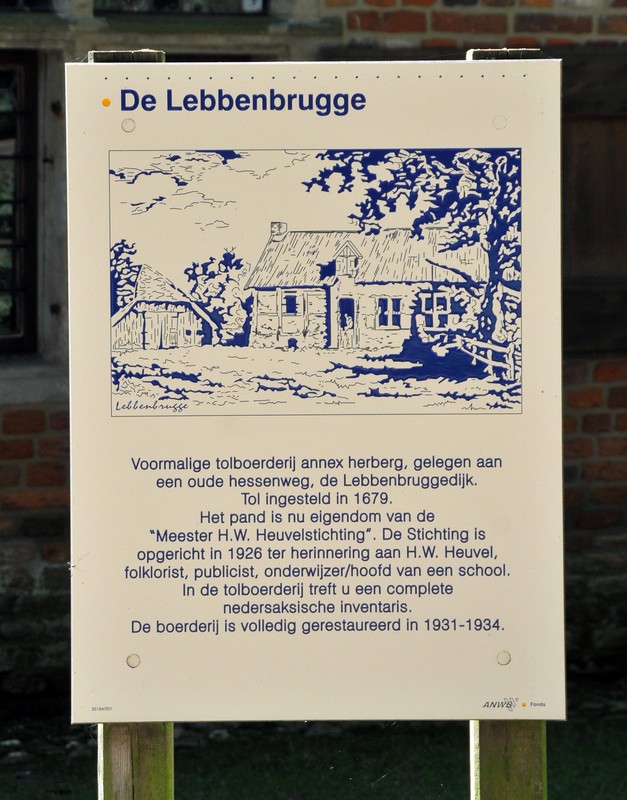 De Lebbenbrugge
Lebbenbrugge
Voormalige tolboerderij annex herberg, gelegen aan
een oude hessenweg, de Lebbenbruggedijk.
Tol ingesteld in 1679.
Het pand is nu eigendom van de
"Meester H.W. Heuvelstichting". De Stichting is
opgericht in 1926 ter herinnering aan H.W. Heuvel,
folklorist, publicist, onderwijzer/hoofd van een school.
In de tolboerderij treft u een complete
nedersaksische inventaris.
De boerderij is volledig gerestaureerd in 1931-1934.
ANWB Fonds